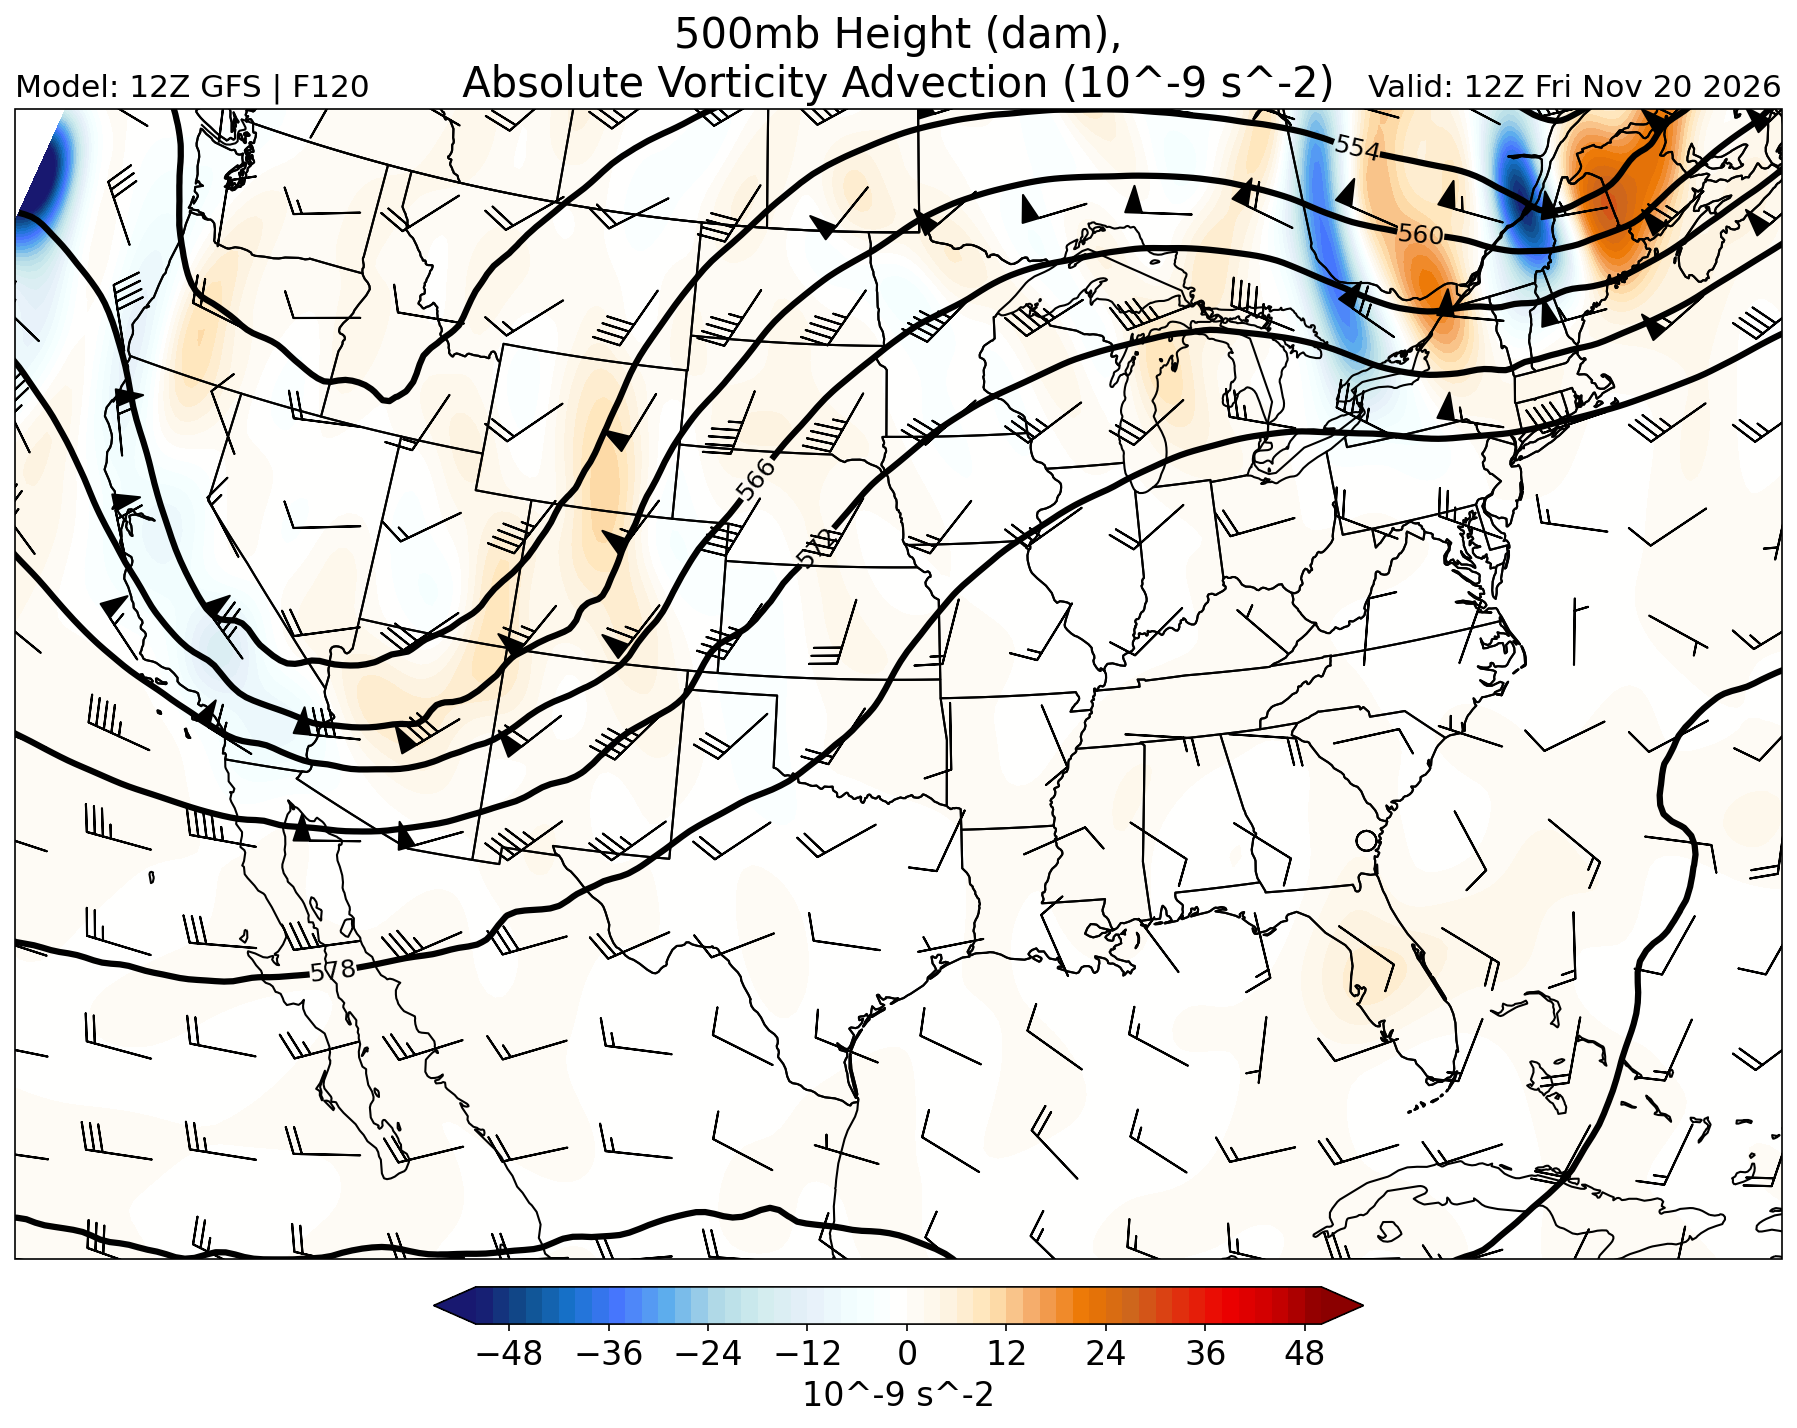 500mb Height (dam),
Model: 12Z GFS | F120
Absolute Vorticity Advection (10^-9 s^-2)
Valid: 12Z Fri Nov 20 2026
554
560
566
572
578
−48 −36 −24 −12 0 12 24 36 48
10^-9 s^-2